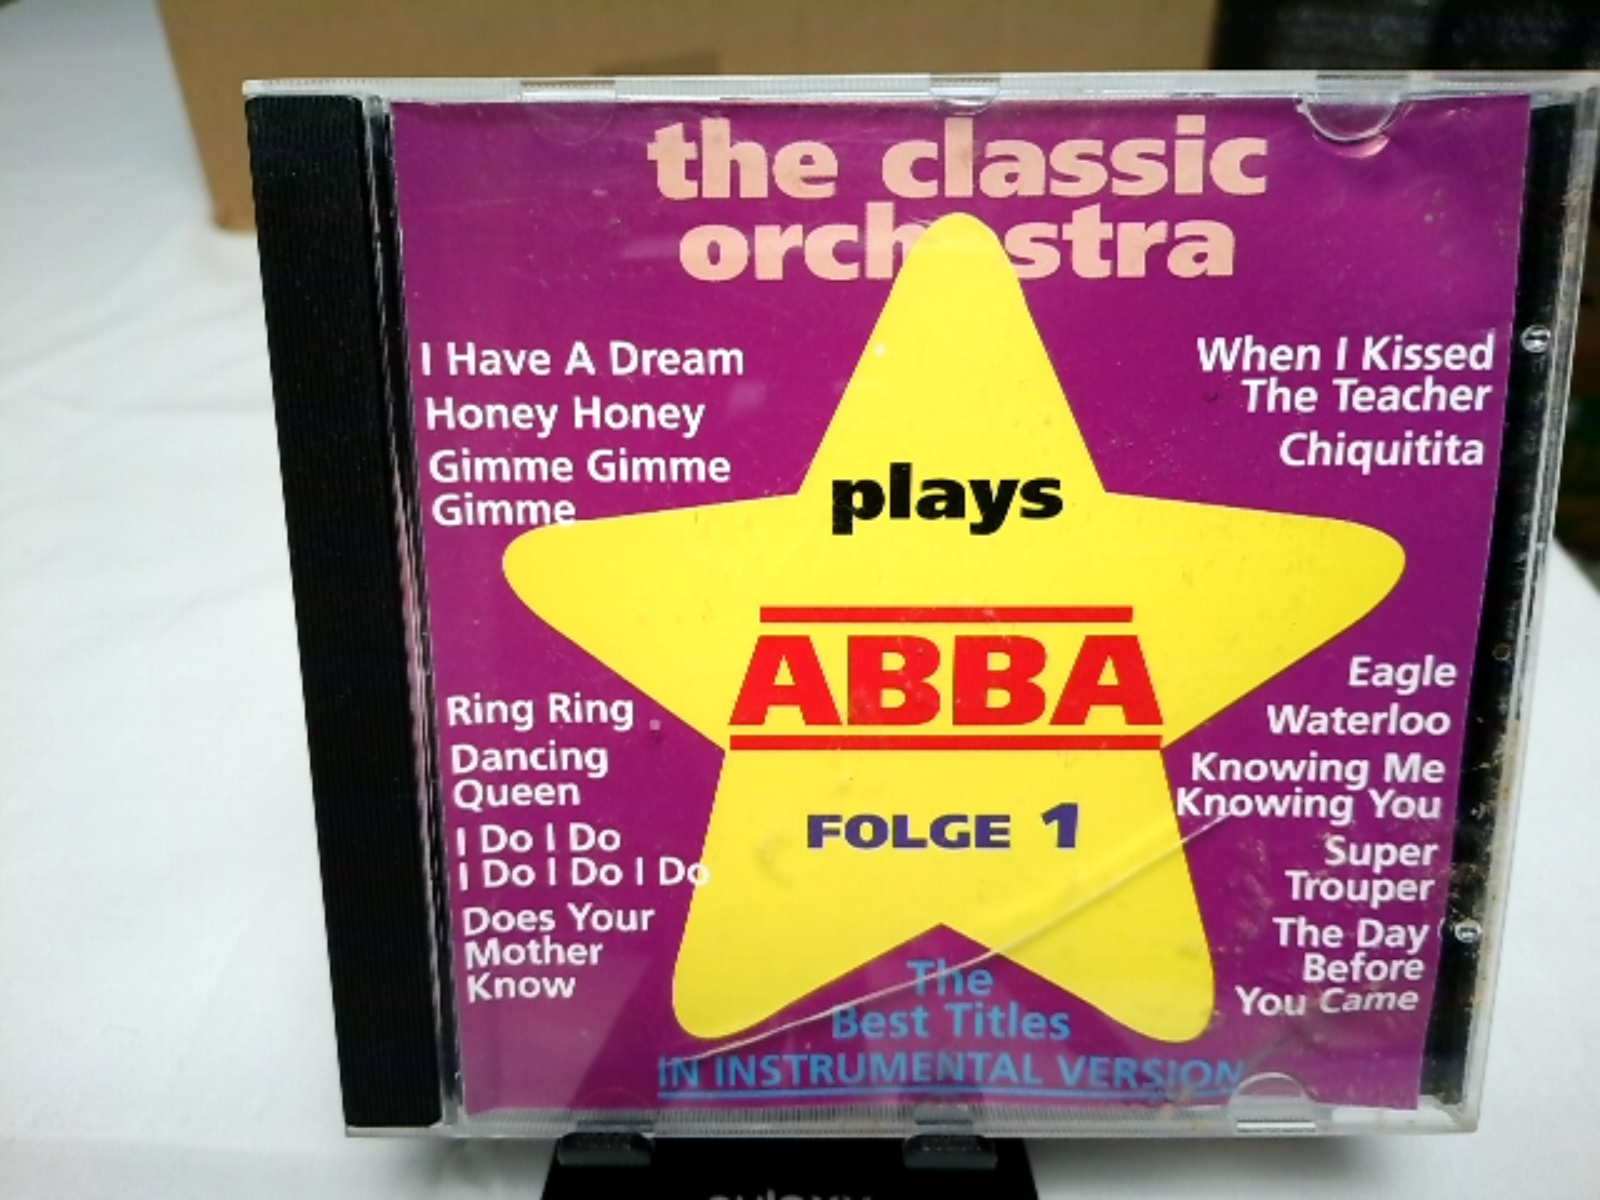 the classic
orchestra
I Have A Dream
Honey Honey
Gimme Gimme
Gimme
When I Kissed
The Teacher
Chiquitita
plays
ABBA
FOLGE 1
Ring Ring
Dancing
Queen
I Do I Do
I Do I Do I Do
Does Your
Mother
Know
Eagle
Waterloo
Knowing Me
Knowing You
Super
Trouper
The Day
Before
You Came
The
Best Titles
IN INSTRUMENTAL VERSION